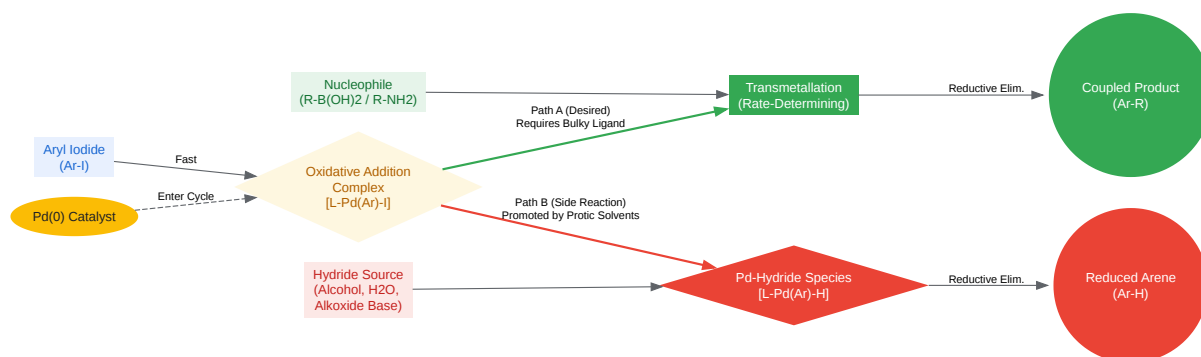 Nucleophile
(R-B(OH)2 / R-NH2)
Transmetallation
(Rate-Determining)
Reductive Elim.
Coupled Product
(Ar-R)
Path A (Desired)
Requires Bulky Ligand
Aryl Iodide
(Ar-I)
Fast
Oxidative Addition
Complex
[L-Pd(Ar)-I]
Enter Cycle
Pd(0) Catalyst
Path B (Side Reaction)
Promoted by Protic Solvents
Hydride Source
(Alcohol, H2O,
Alkoxide Base)
Pd-Hydride Species
[L-Pd(Ar)-H]
Reductive Elim.
Reduced Arene
(Ar-H)